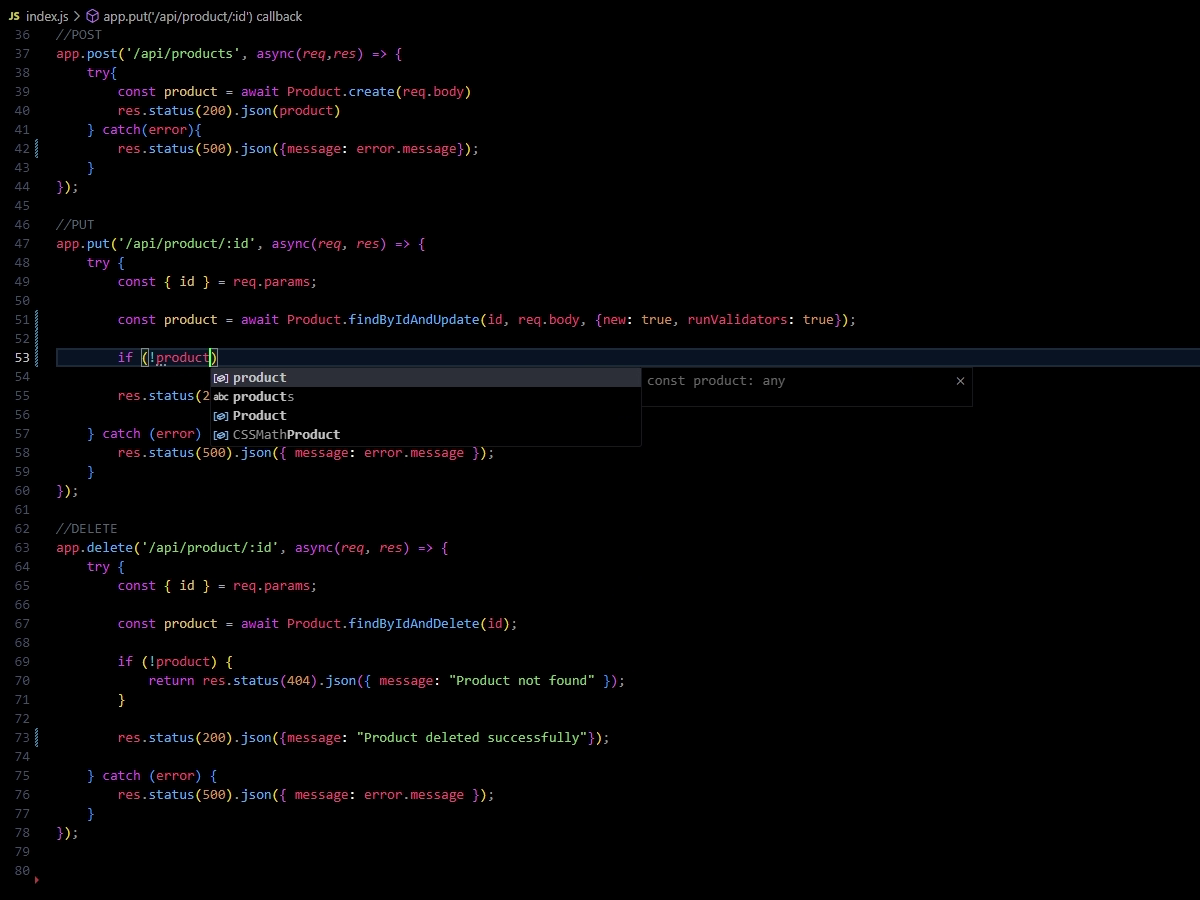 JS index.js > app.put('/api/product/:id') callback
36 //POST
37 app.post('/api/products', async(req,res) => {
38 try{
39 const product = await Product.create(req.body)
40 res.status(200).json(product)
41 } catch(error){
42 res.status(500).json({message: error.message});
43 }
44 });
45
46 //PUT
47 app.put('/api/product/:id', async(req, res) => {
48 try {
49 const { id } = req.params;
50
51 const product = await Product.findByIdAndUpdate(id, req.body, {new: true, runValidators: true});
52
53 if (!product)
54 product const product: any ×
55 res.status(2 abc products
56 Product
57 } catch (error) CSSMathProduct
58 res.status(500).json({ message: error.message });
59 }
60 });
61
62 //DELETE
63 app.delete('/api/product/:id', async(req, res) => {
64 try {
65 const { id } = req.params;
66
67 const product = await Product.findByIdAndDelete(id);
68
69 if (!product) {
70 return res.status(404).json({ message: "Product not found" });
71 }
72
73 res.status(200).json({message: "Product deleted successfully"});
74
75 } catch (error) {
76 res.status(500).json({ message: error.message });
77 }
78 });
79
80